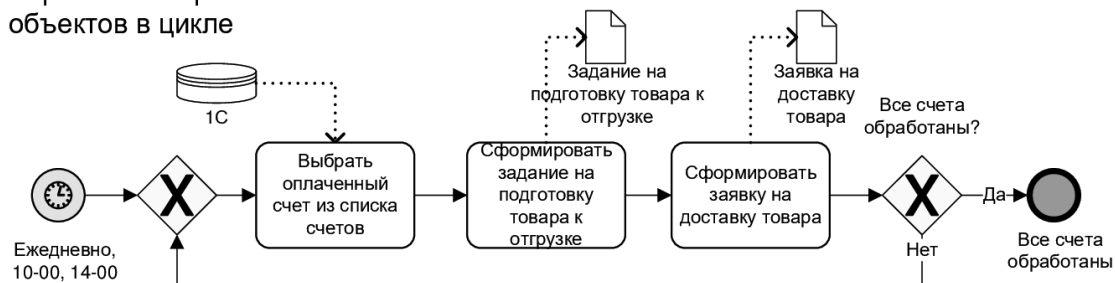 объектов в цикле
1С
Задание на
подготовку товара к
отгрузке
Заявка на
доставку
товара
Все счета
обработаны?
Ежедневно,
10-00, 14-00
Выбрать
оплаченный
счет из списка
счетов
Сформировать
задание на
подготовку
товара к
отгрузке
Сформировать
заявку на
доставку товара
Да
Нет
Все счета
обработаны